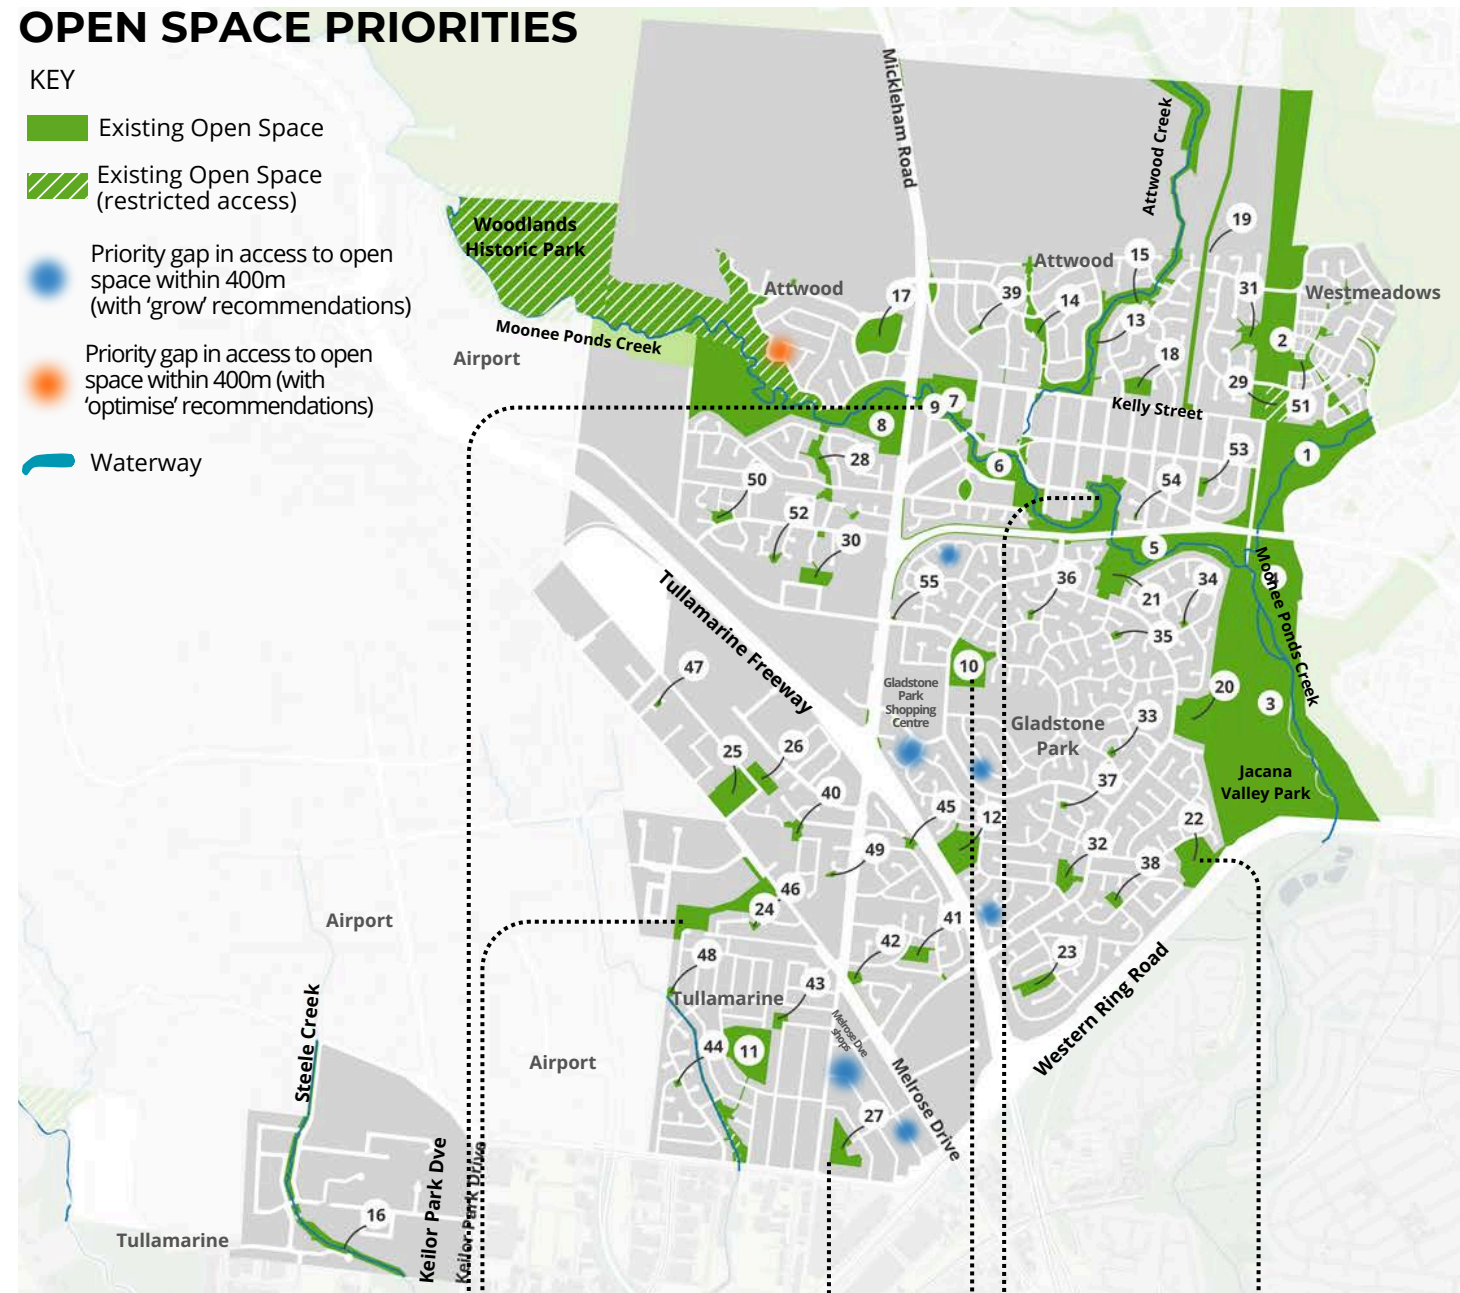 OPEN SPACE PRIORITIES
KEY
Existing Open Space
Existing Open Space
(restricted access)
Priority gap in access to open
space within 400m
(with ‘grow’ recommendations)
Priority gap in access to open
space within 400m (with
‘optimise’ recommendations)
Waterway
Mickleham Road
Attwood Creek
Woodlands
Historic Park
Moonee Ponds Creek
Airport
Attwood
17
39
Attwood
14
15
13
18
19
31
Westmeadows
2
29
51
Kelly Street
9
7
8
6
1
28
50
52
30
53
54
5
55
36
21
34
35
Moonee Ponds Creek
Tullamarine Freeway
47
10
Gladstone
Park
Shopping
Centre
Gladstone
Park
20
3
33
Jacana
Valley Park
25
26
40
37
45
12
22
49
32
38
46
24
41
42
23
Airport
48
43
Tullamarine
Melrose Dve
shops
44
11
Western Ring Road
Airport
Steele Creek
27
Melrose Drive
Keilor Park Dve
Keilor Park Drive
16
Tullamarine